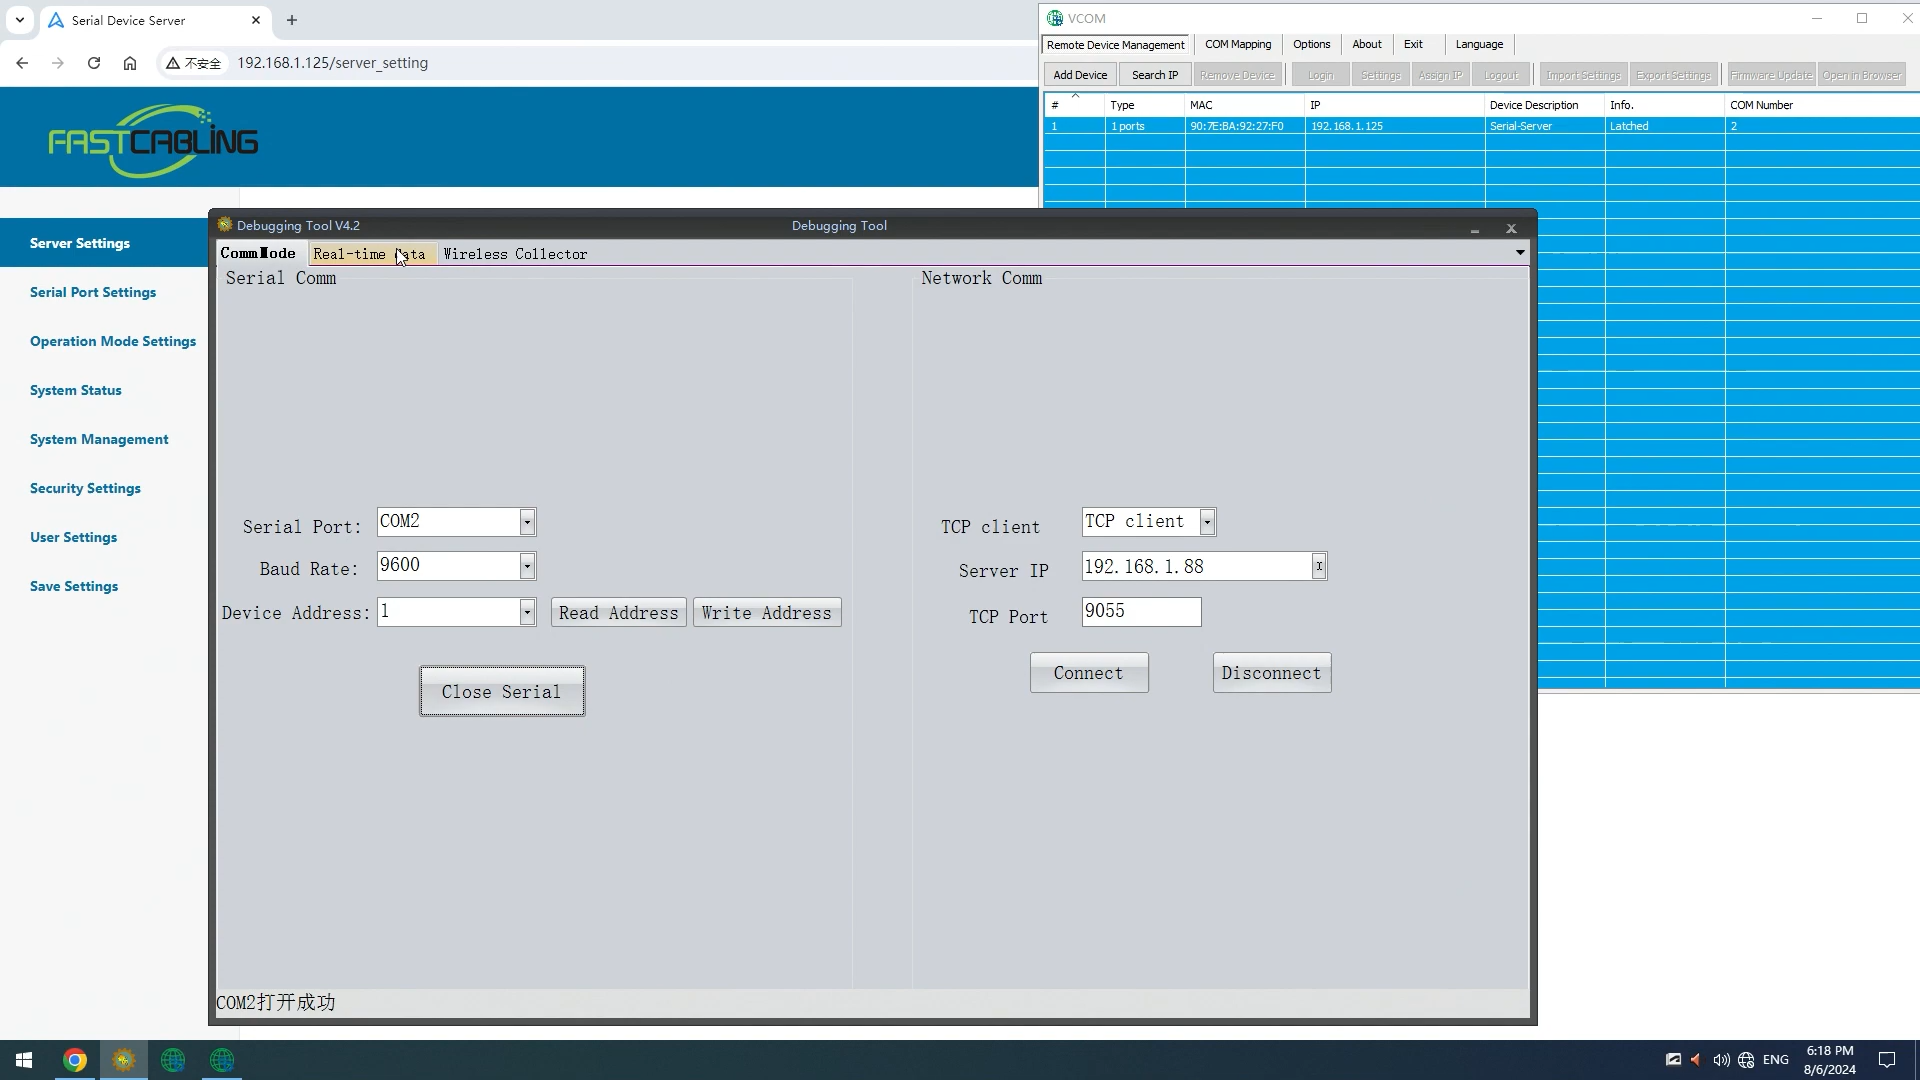 Serial Device Server
不安全
192.168.1.125/server_setting
FASTCABLING
Server Settings
Serial Port Settings
Operation Mode Settings
System Status
System Management
Security Settings
User Settings
Save Settings
VCOM
Remote Device Management COM Mapping Options About Exit Language
Add Device Search IP Remove Device Login Settings Assign IP Logout Import Settings Export Settings Firmware Update Open in Browser
# Type MAC IP Device Description Info. COM Number
1 1 ports 90:7E:BA:92:27:F0 192.168.1.125 Serial-Server Latched 2
Debugging Tool V4.2 Debugging Tool
CommMode Real-time Wireless Collector
Serial Comm
Serial Port: COM2
Baud Rate: 9600
Device Address: 1 Read Address Write Address
Close Serial
Network Comm
TCP client TCP client
Server IP 192.168.1.88
TCP Port 9055
Connect Disconnect
COM2打开成功
ENG
6:18 PM
8/6/2024